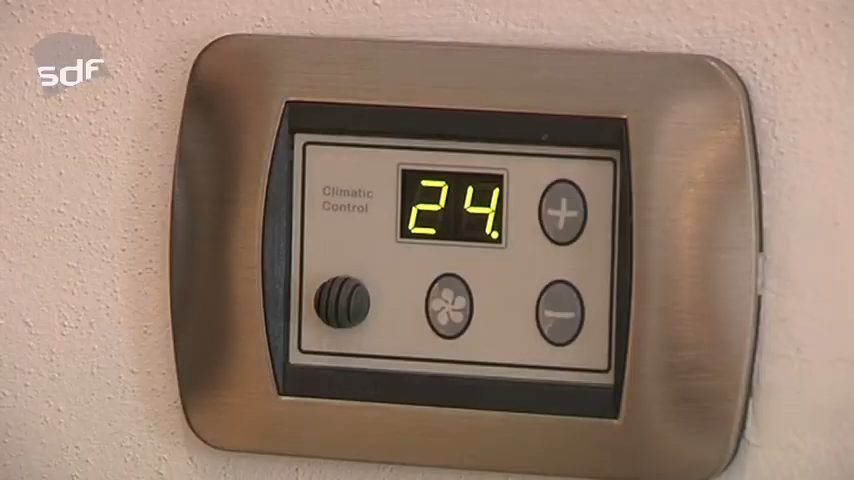 sdf
Climatic
Control
24.
+
-